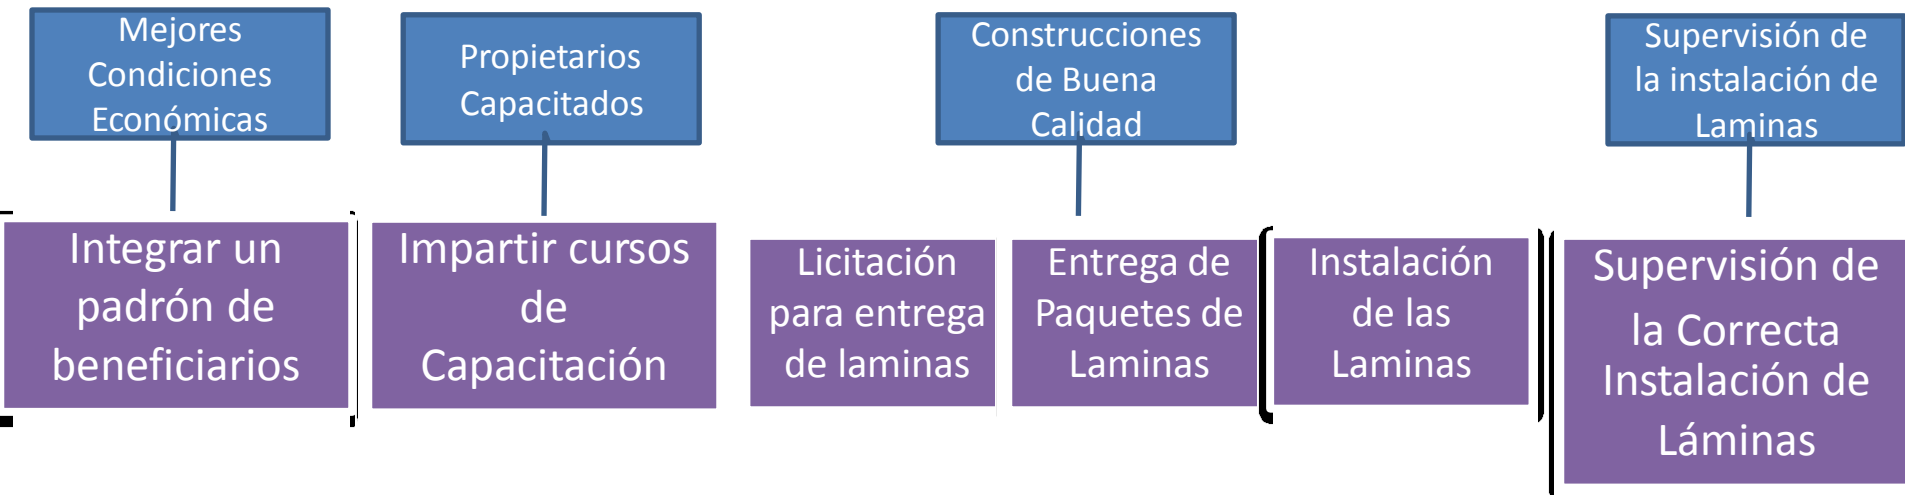 Mejores
Condiciones
Económicas
Propietarios
Capacitados
Construcciones
de Buena
Calidad
Supervisión de
la instalación de
Laminas
Integrar un
padrón de
beneficiarios
Impartir cursos
de
Capacitación
Licitación
para entrega
de laminas
Entrega de
Paquetes de
Laminas
Instalación
de las
Laminas
Supervisión de
la Correcta
Instalación de
Láminas